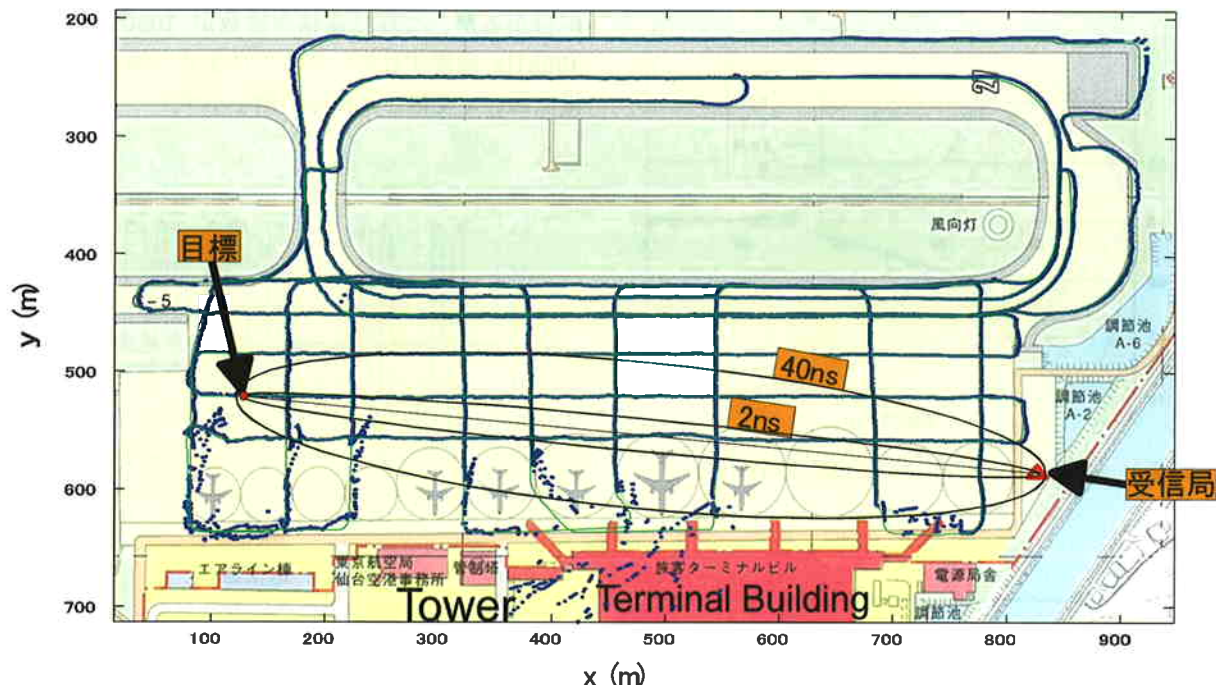 200
300
400
500
600
700
y (m)
27
風向灯
目標
-5
調節池
A-6
40ns
2ns
調節池
A-2
受信局
エアライン棟
東京航空局
仙台空港事務所
管制塔
旅客ターミナルビル
電源局舎
Tower
Terminal Building
調節池
100
200
300
400
500
600
700
800
900
x (m)